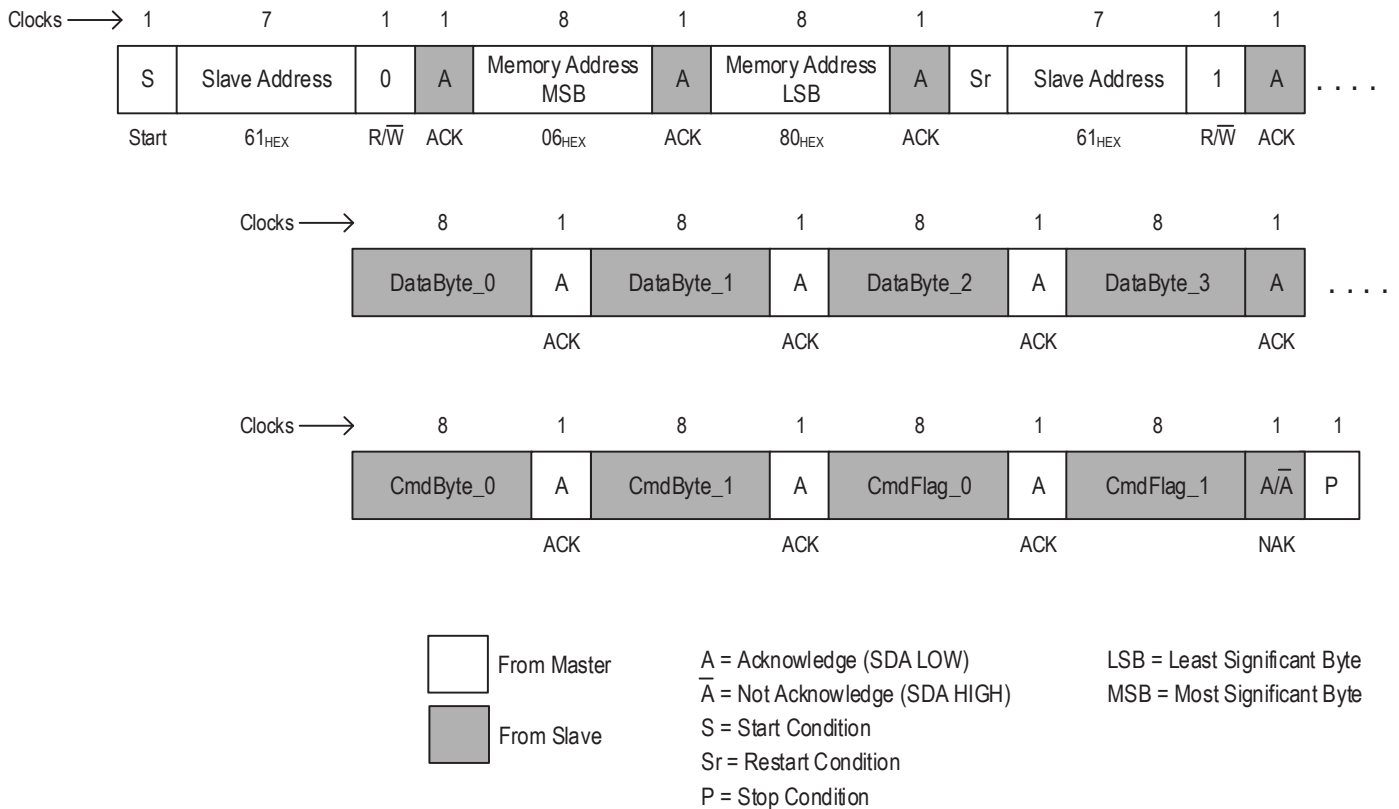 Clocks → 1 7 1 1 8 1 8 1 7 1 1
S Slave Address 0 A Memory Address MSB A Memory Address LSB A Sr Slave Address 1 A . . . .
Start 61HEX R/W̅ ACK 06HEX ACK 80HEX ACK 61HEX R/W̅ ACK
Clocks → 8 1 8 1 8 1 8 1
DataByte_0 A DataByte_1 A DataByte_2 A DataByte_3 A . . . .
ACK ACK ACK ACK
Clocks → 8 1 8 1 8 1 8 1 1
CmdByte_0 A CmdByte_1 A CmdFlag_0 A CmdFlag_1 A/A̅ P
ACK ACK ACK NAK
From Master
From Slave
A = Acknowledge (SDA LOW)
A̅ = Not Acknowledge (SDA HIGH)
S = Start Condition
Sr = Restart Condition
P = Stop Condition
LSB = Least Significant Byte
MSB = Most Significant Byte